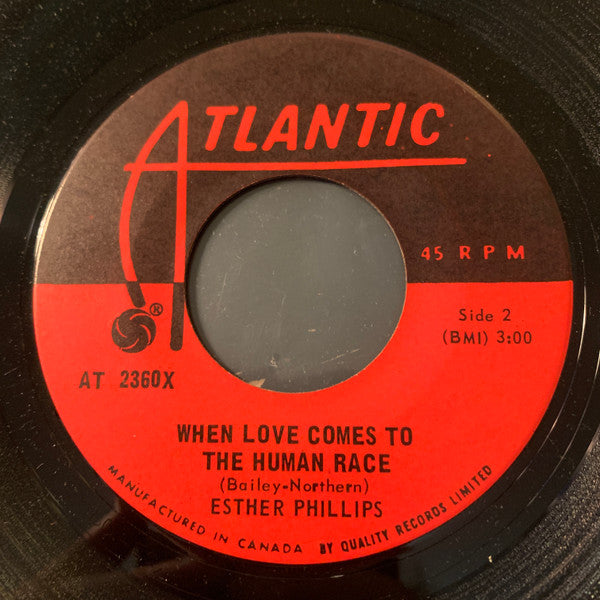 ATLANTIC
®
45 RPM
Side 2
(BMI) 3:00
AT 2360X
WHEN LOVE COMES TO
THE HUMAN RACE
(Bailey-Northern)
ESTHER PHILLIPS
MANUFACTURED IN CANADA BY QUALITY RECORDS LIMITED